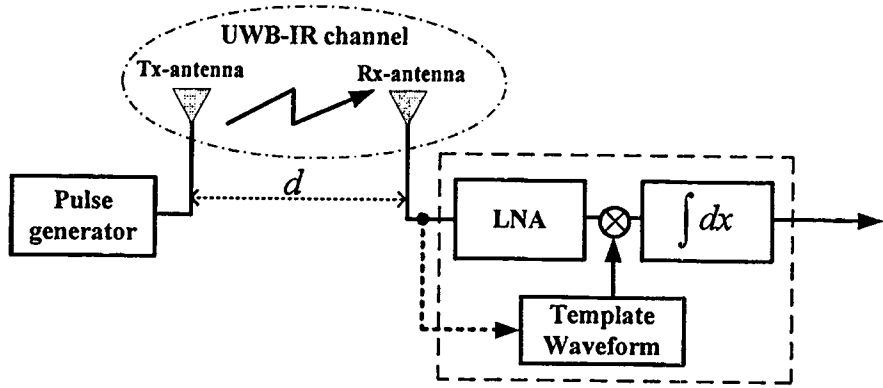 UWB-IR channel
Tx-antenna
Rx-antenna
d
Pulse
generator
LNA
∫ dx
Template
Waveform